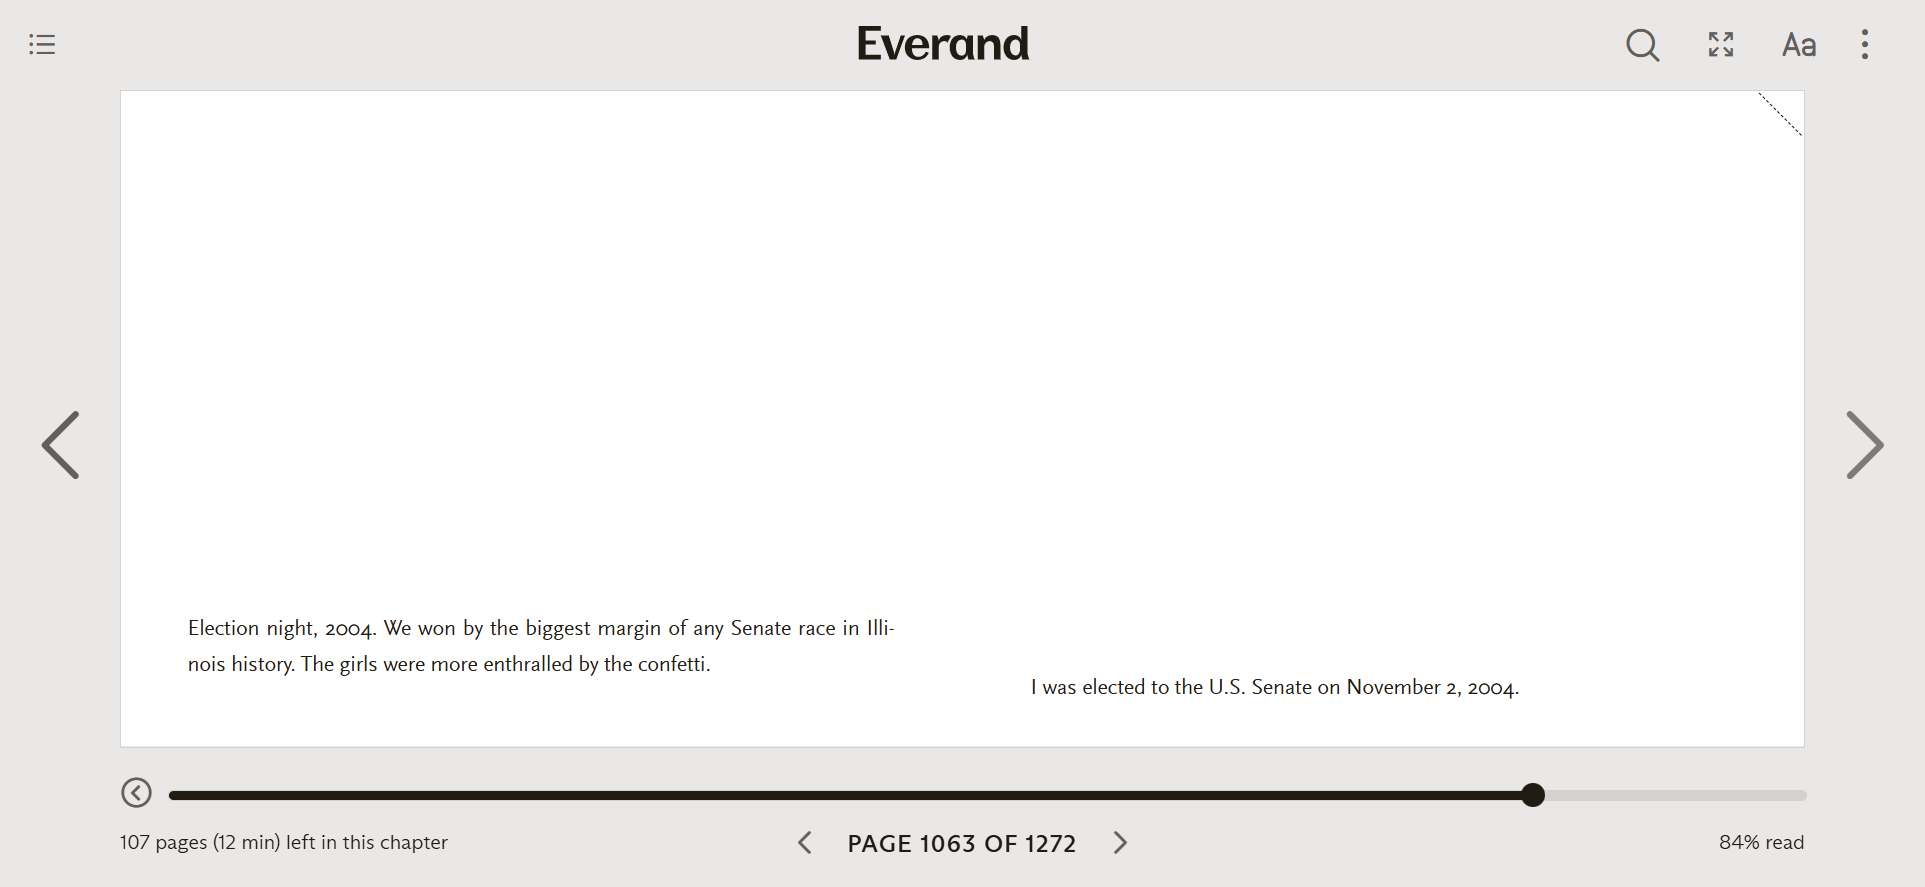 Everand
Aa
Election night, 2004. We won by the biggest margin of any Senate race in Illi-
nois history. The girls were more enthralled by the confetti.
I was elected to the U.S. Senate on November 2, 2004.
107 pages (12 min) left in this chapter
PAGE 1063 OF 1272
84% read